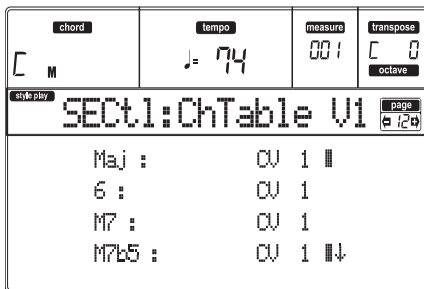 chord tempo measure transpose
C M ♩= 74 001 C 0
octave
style play SECtl:ChTable V1 page
12
Maj : CV 1
6 : CV 1
M7 : CV 1
M7b5 : CV 1 ↓